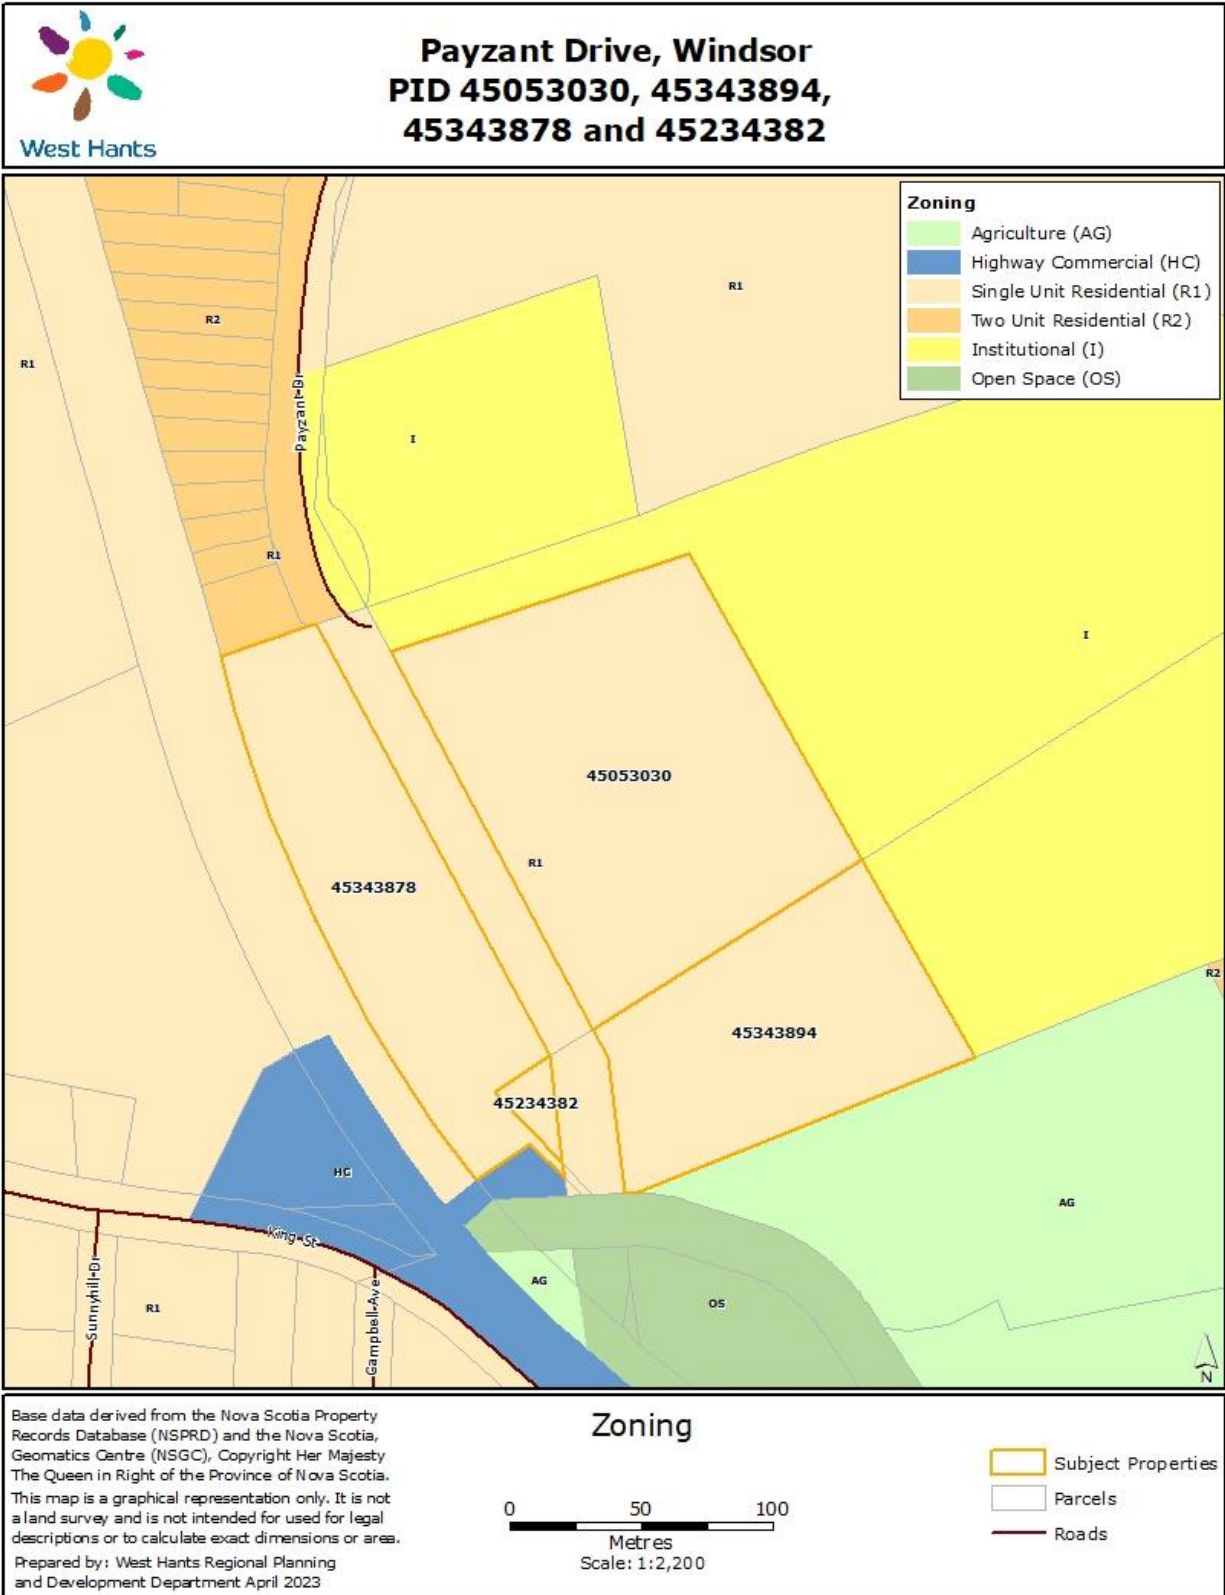 West Hants
Payzant Drive, Windsor
PID 45053030, 45343894,
45343878 and 45234382
Zoning
Agriculture (AG)
Highway Commercial (HC)
Single Unit Residential (R1)
Two Unit Residential (R2)
Institutional (I)
Open Space (OS)
R1
R2
R1
Payzant Dr
I
R1
I
45053030
R1
45343878
R2
45343894
45234382
HC
AG
King St
AG
OS
Sunnyhill Dr
R1
Campbell Ave
N
Base data derived from the Nova Scotia Property
Records Database (NSPRD) and the Nova Scotia,
Geomatics Centre (NSGC), Copyright Her Majesty
The Queen in Right of the Province of Nova Scotia.
This map is a graphical representation only. It is not
a land survey and is not intended for used for legal
descriptions or to calculate exact dimensions or area.
Prepared by: West Hants Regional Planning
and Development Department April 2023
Zoning
0 50 100
Metres
Scale: 1:2,200
Subject Properties
Parcels
Roads